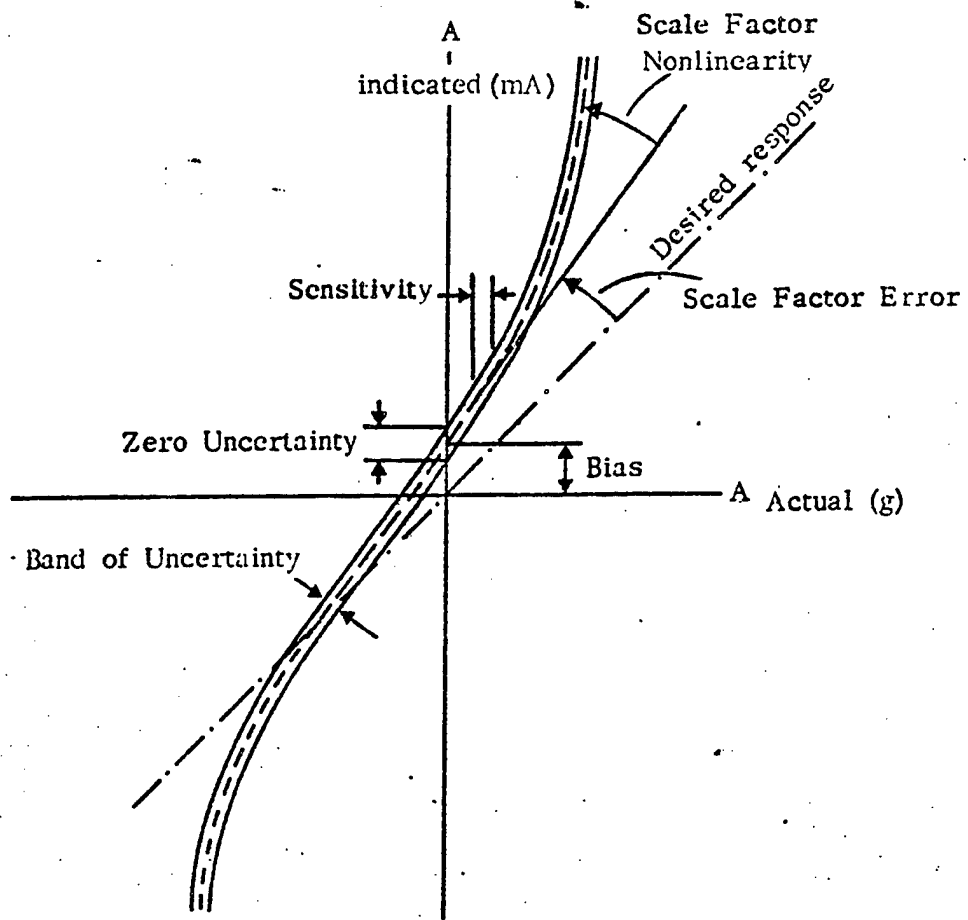 A
indicated (mA)
Scale Factor
Nonlinearity
Desired response
Sensitivity
Scale Factor Error
Zero Uncertainty
Bias
A Actual (g)
Band of Uncertainty